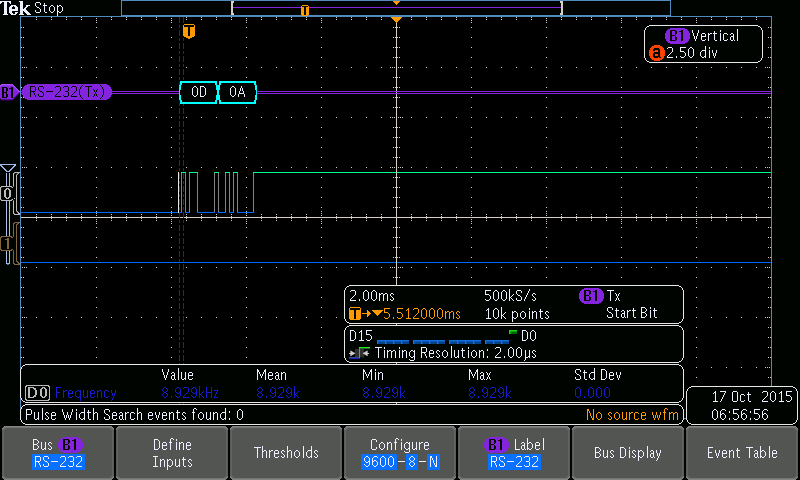 Tek Stop
T
T
B1 Vertical
a 2.50 div
B1 RS-232(Tx) 0D 0A
0
1
2.00ms 500kS/s B1 Tx
T→▼5.512000ms 10k points Start Bit
D15 D0
Timing Resolution: 2.00μs
Value Mean Min Max Std Dev
D0 Frequency 8.929kHz 8.929k 8.929k 8.929k 0.000
Pulse Width Search events found: 0 No source wfm
17 Oct 2015
06:56:56
Bus B1
RS-232
Define
Inputs
Thresholds
Configure
9600-8-N
B1 Label
RS-232
Bus Display
Event Table